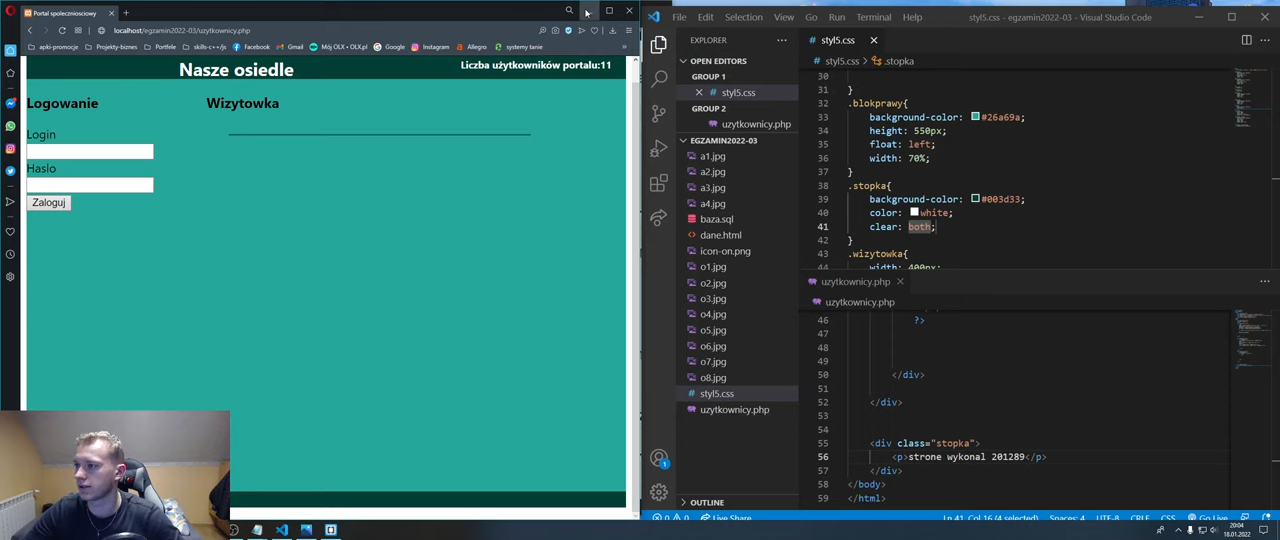 Portal spolecznosciowy
localhost/egzamin2022-03/uzytkownicy.php
apki-promocje
Projekty-biznes
Portfele
skills-c++/js
Facebook
Gmail
Mój OLX • OLX.pl
Google
Instagram
Allegro
systemy tanie
Nasze osiedle
Liczba użytkowników portalu:11
Logowanie
Wizytowka
Login
Haslo
Zaloguj
File
Edit
Selection
View
Go
Run
Terminal
Help
styl5.css - egzamin2022-03 - Visual Studio Code
EXPLORER
OPEN EDITORS
GROUP 1
styl5.css
GROUP 2
uzytkownicy.php
EGZAMIN2022-03
a1.jpg
a2.jpg
a3.jpg
a4.jpg
baza.sql
dane.html
icon-on.png
o1.jpg
o2.jpg
o3.jpg
o4.jpg
o5.jpg
o6.jpg
o7.jpg
o8.jpg
styl5.css
uzytkownicy.php
OUTLINE
styl5.css
styl5.css > .stopka
30
31 }
32 .blokprawy{
33 background-color: #26a69a;
34 height: 550px;
35 float: left;
36 width: 70%;
37 }
38 .stopka{
39 background-color: #003d33;
40 color: white;
41 clear: both;
42 }
43 .wizytowka{
44 width: 400px;
uzytkownicy.php
uzytkownicy.php
46 ?>
47
48
49
50 </div>
51
52 </div>
53
54
55 <div class="stopka">
56 <p>strone wykonal 201289</p>
57 </div>
58 </body>
59 </html>
0 0
Live Share
Ln 41, Col 16 (4 selected)
Spaces: 4
UTF-8
CRLF
CSS
Go Live
20:04
18.01.2022